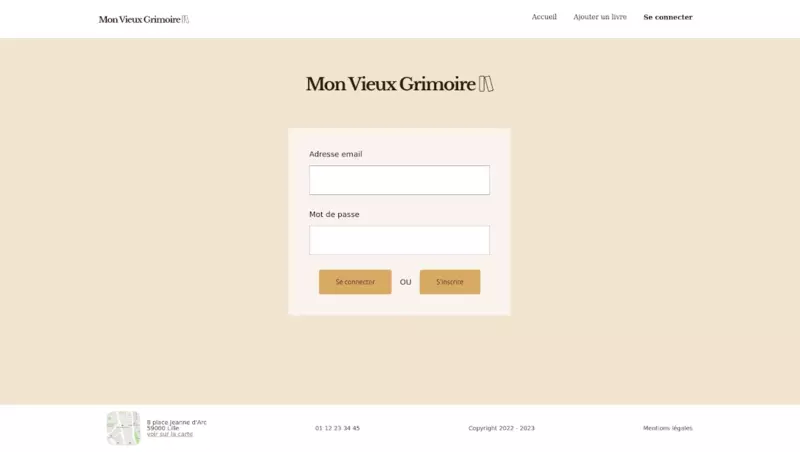 Mon Vieux Grimoire
Accueil
Ajouter un livre
Se connecter
Mon Vieux Grimoire
Adresse email
Mot de passe
Se connecter
OU
S'inscrire
8 place Jeanne d'Arc
59000 Lille
voir sur la carte
01 12 23 34 45
Copyright 2022 - 2023
Mentions légales